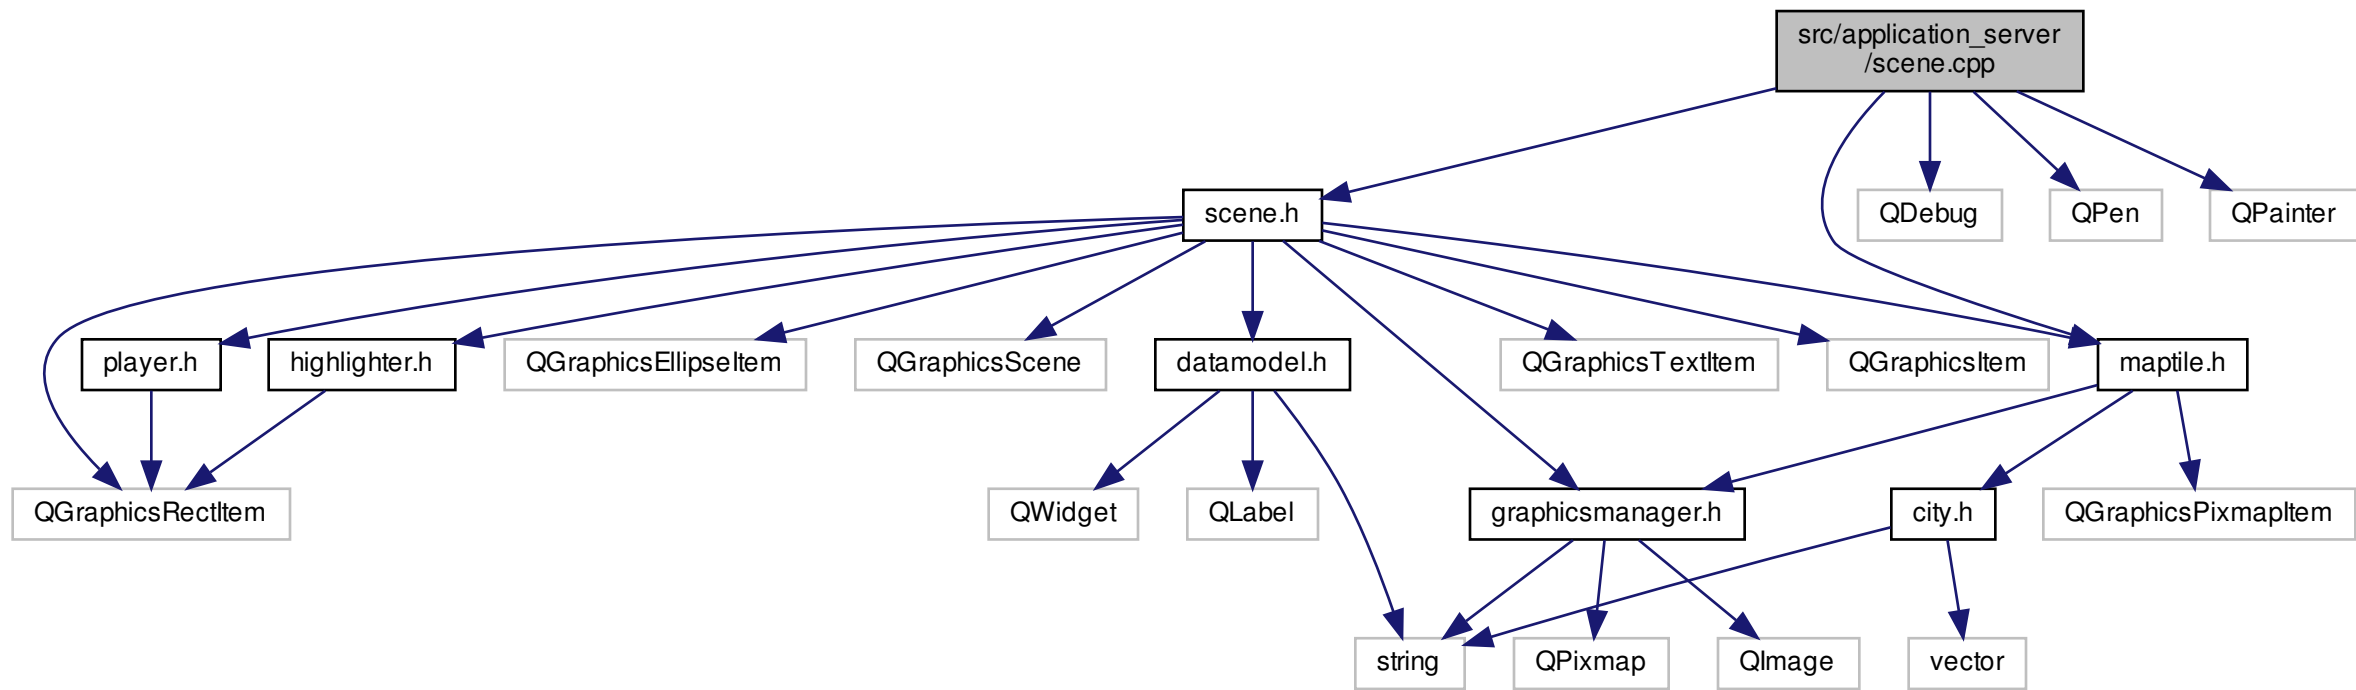 src/application_server
/scene.cpp
scene.h
QDebug
QPen
QPainter
player.h
highlighter.h
QGraphicsEllipseItem
QGraphicsScene
datamodel.h
QGraphicsTextItem
QGraphicsItem
maptile.h
QGraphicsRectItem
QWidget
QLabel
graphicsmanager.h
city.h
QGraphicsPixmapItem
string
QPixmap
QImage
vector